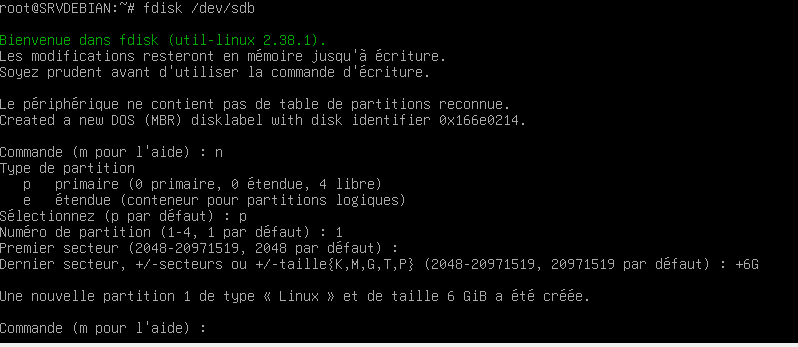 root@SRVDEBIAN:~# fdisk /dev/sdb
Bienvenue dans fdisk (util-linux 2.38.1).
Les modifications resteront en mémoire jusqu'à écriture.
Soyez prudent avant d'utiliser la commande d'écriture.
Le périphérique ne contient pas de table de partitions reconnue.
Created a new DOS (MBR) disklabel with disk identifier 0x166e0214.
Commande (m pour l'aide) : n
Type de partition
   p   primaire (0 primaire, 0 étendue, 4 libre)
   e   étendue (conteneur pour partitions logiques)
Sélectionnez (p par défaut) : p
Numéro de partition (1-4, 1 par défaut) : 1
Premier secteur (2048-20971519, 2048 par défaut) :
Dernier secteur, +/-secteurs ou +/-taille{K,M,G,T,P} (2048-20971519, 20971519 par défaut) : +6G
Une nouvelle partition 1 de type « Linux » et de taille 6 GiB a été créée.
Commande (m pour l'aide) :